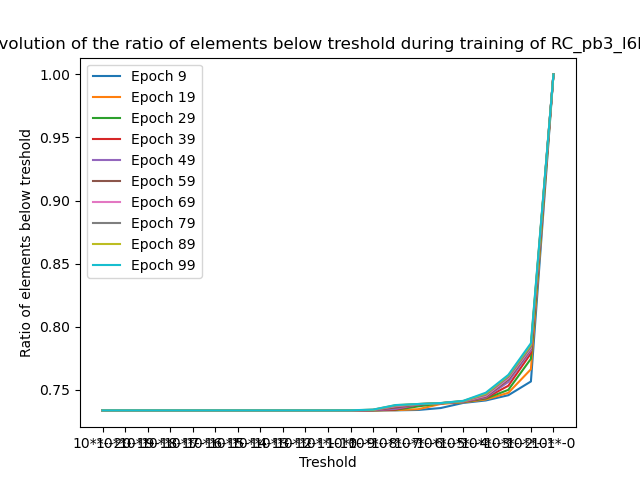 volution of the ratio of elements below treshold during training of RC_pb3_l6
1.00
0.95
0.90
0.85
0.80
0.75
Ratio of elements below treshold
Epoch 9
Epoch 19
Epoch 29
Epoch 39
Epoch 49
Epoch 59
Epoch 69
Epoch 79
Epoch 89
Epoch 99
Treshold